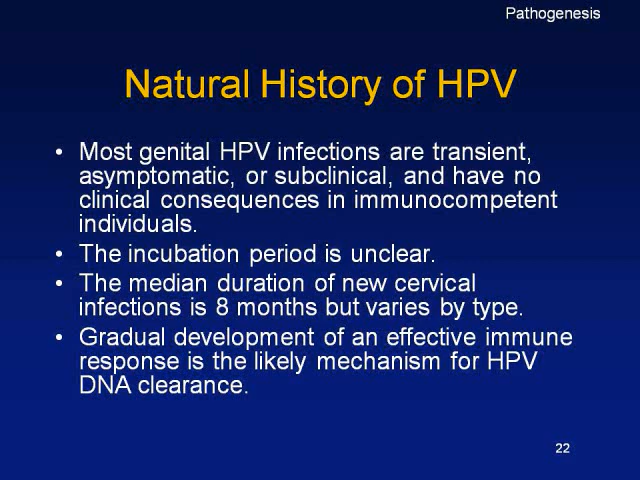 Pathogenesis
Natural History of HPV
• Most genital HPV infections are transient,
asymptomatic, or subclinical, and have no
clinical consequences in immunocompetent
individuals.
• The incubation period is unclear.
• The median duration of new cervical
infections is 8 months but varies by type.
• Gradual development of an effective immune
response is the likely mechanism for HPV
DNA clearance.
22